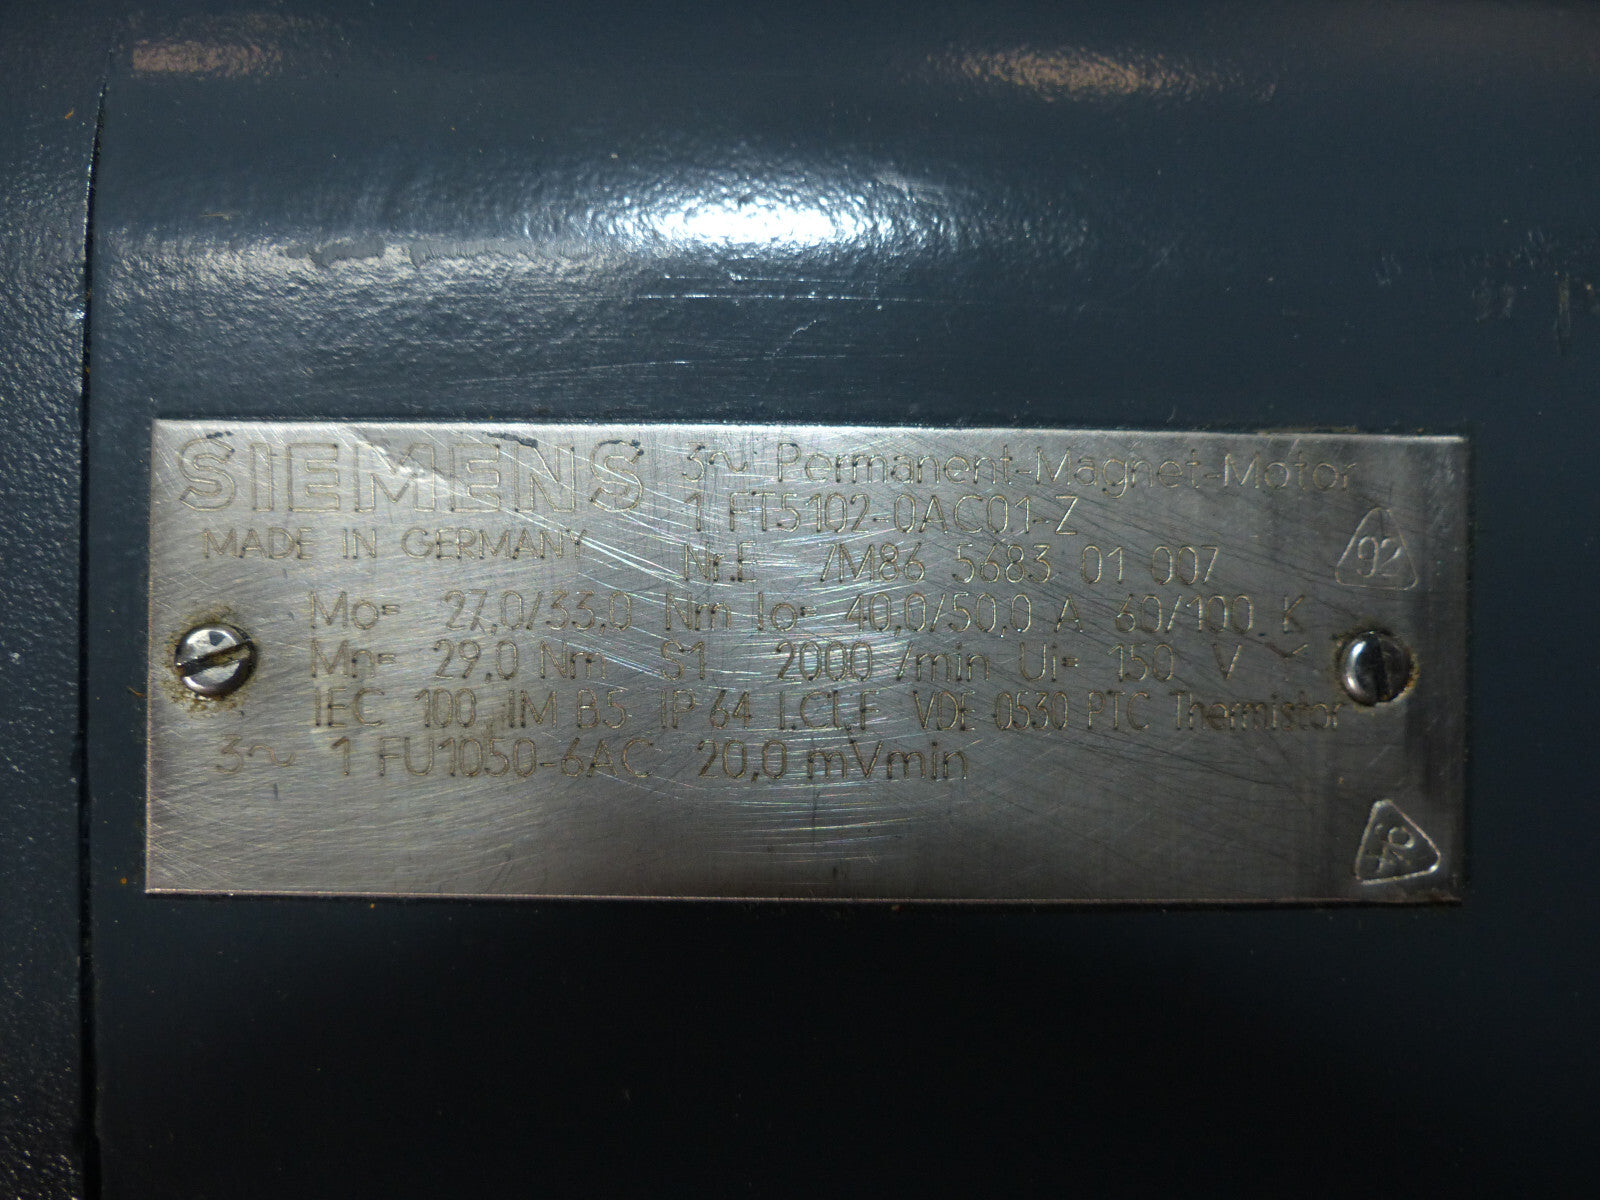 SIEMENS
3~ Permanent-Magnet-Motor
1 FT5102-0AC01-Z
MADE IN GERMANY
Nr.E 7M86 5683 01 007
92
Mo= 27,0/33,0 Nm Io= 40,0/50,0 A 60/100 K
Mn= 29,0 Nm S1 2000 /min Ui= 150 V Y
IEC 100 IM B5 IP 64 I.CI.F VDE 0530 PTC Thermistor
3~ 1 FU1050-6AC 20,0 mVmin